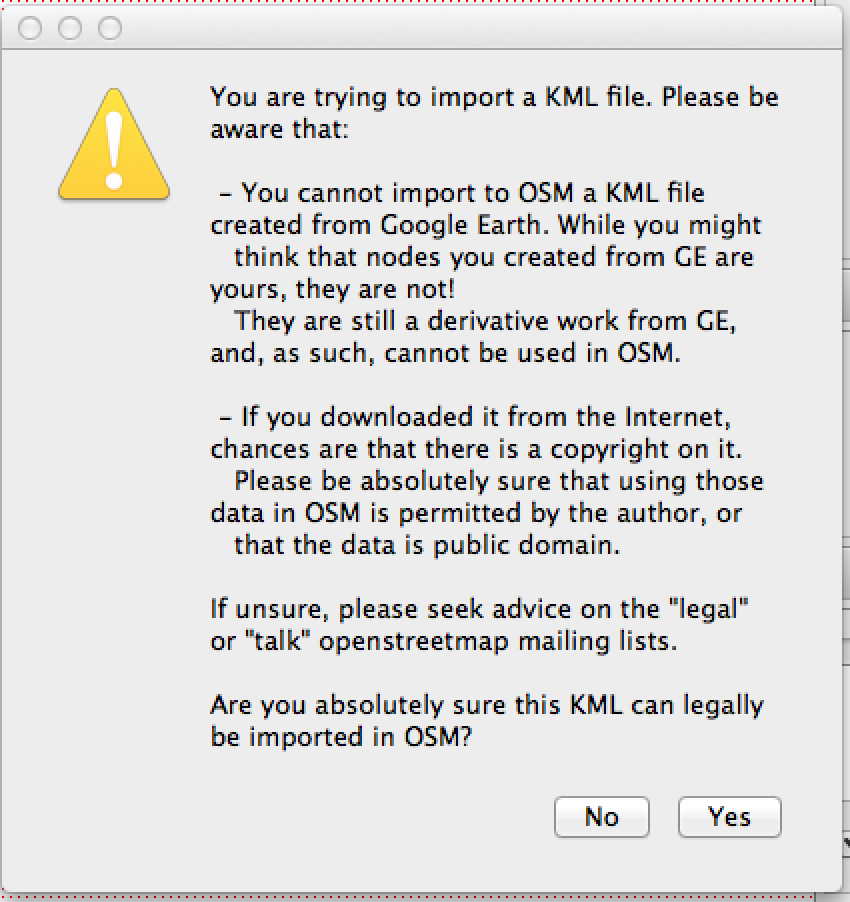 You are trying to import a KML file. Please be
aware that:
– You cannot import to OSM a KML file
created from Google Earth. While you might
think that nodes you created from GE are
yours, they are not!
They are still a derivative work from GE,
and, as such, cannot be used in OSM.
– If you downloaded it from the Internet,
chances are that there is a copyright on it.
Please be absolutely sure that using those
data in OSM is permitted by the author, or
that the data is public domain.
If unsure, please seek advice on the "legal"
or "talk" openstreetmap mailing lists.
Are you absolutely sure this KML can legally
be imported in OSM?
No Yes